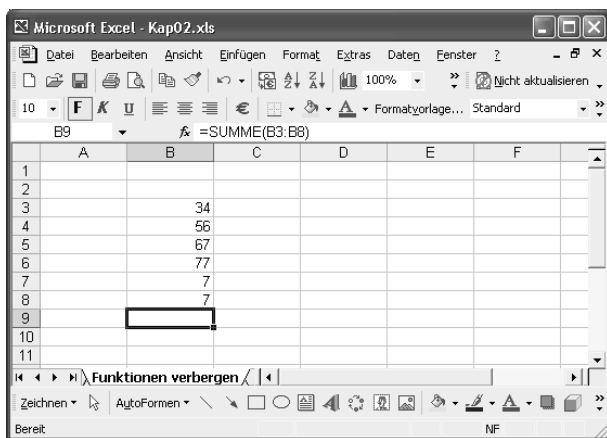 Microsoft Excel - Kap02.xls
Datei Bearbeiten Ansicht Einfügen Format Extras Daten Fenster ?
100% Nicht aktualisieren
10 F K U € A Formatvorlage... Standard
B9 fx =SUMME(B3:B8)
A B C D E F
1
2
3 34
4 56
5 67
6 77
7 7
8 7
9
10
11
Funktionen verbergen
Zeichnen AutoFormen
Bereit NF